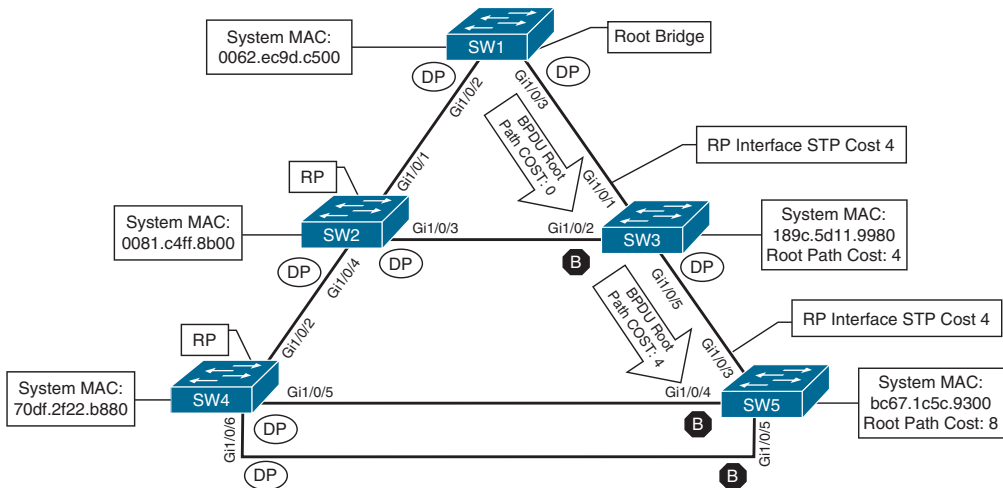 System MAC:
0062.ec9d.c500
SW1
Root Bridge
DP
DP
Gi1/0/2
Gi1/0/3
BPDU Root
Path COST: 0
RP Interface STP Cost 4
RP
Gi1/0/1
Gi1/0/1
System MAC:
0081.c4ff.8b00
SW2
Gi1/0/3
Gi1/0/2
SW3
System MAC:
189c.5d11.9980
Root Path Cost: 4
DP
Gi1/0/4
DP
B
DP
Gi1/0/5
BPDU Root
Path COST: 4
RP Interface STP Cost 4
RP
Gi1/0/2
Gi1/0/3
System MAC:
70df.2f22.b880
SW4
Gi1/0/5
Gi1/0/4
SW5
System MAC:
bc67.1c5c.9300
Root Path Cost: 8
Gi1/0/6
DP
B
Gi1/0/5
DP
B